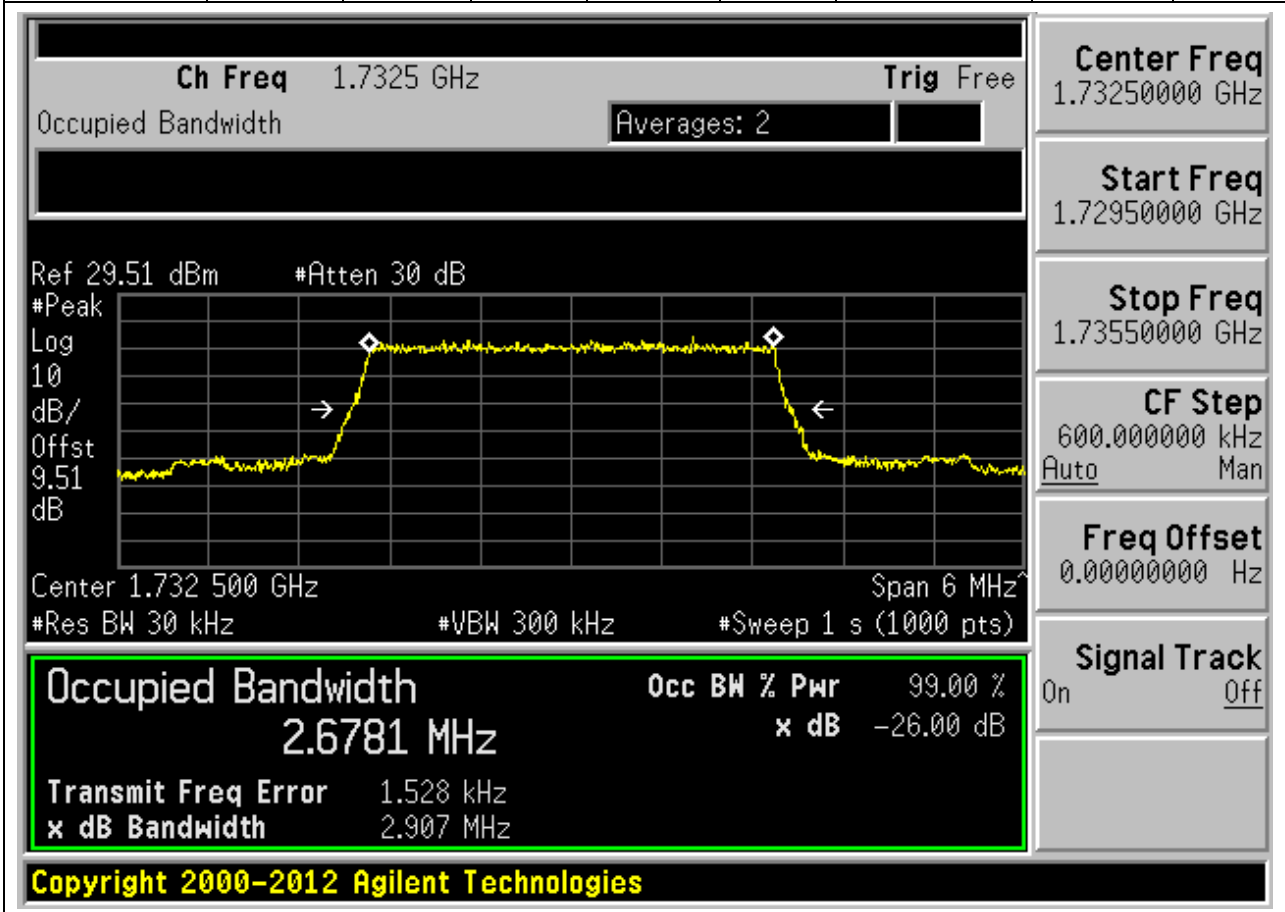 Ch Freq 1.7325 GHz Trig Free
Occupied Bandwidth Averages: 2
Ref 29.51 dBm #Atten 30 dB
#Peak
Log
10
dB/
Offst
9.51
dB
Center 1.732 500 GHz Span 6 MHz^
#Res BW 30 kHz #VBW 300 kHz #Sweep 1 s (1000 pts)
Occupied Bandwidth Occ BW % Pwr 99.00 %
2.6781 MHz x dB -26.00 dB
Transmit Freq Error 1.528 kHz
x dB Bandwidth 2.907 MHz
Copyright 2000-2012 Agilent Technologies
Center Freq
1.73250000 GHz
Start Freq
1.72950000 GHz
Stop Freq
1.73550000 GHz
CF Step
600.000000 kHz
Auto Man
Freq Offset
0.00000000 Hz
Signal Track
On Off